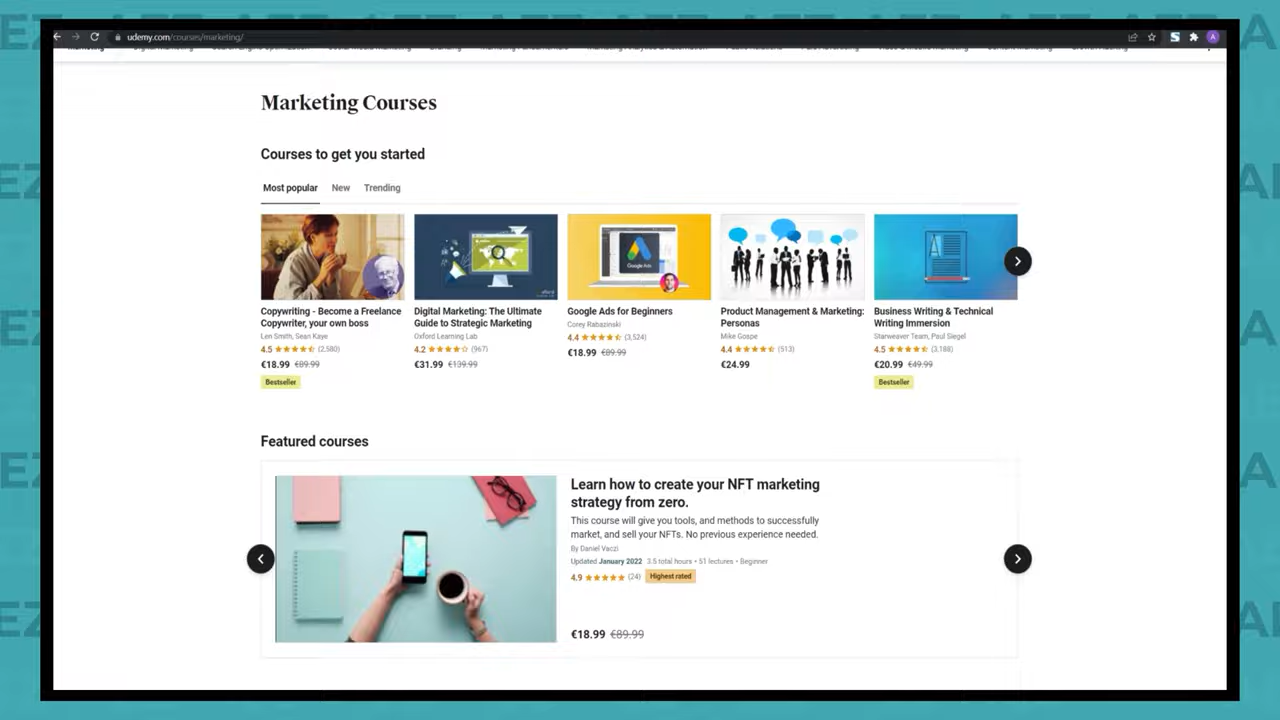 udemy.com/courses/marketing/
Marketing Courses
Courses to get you started
Most popular New Trending
Google Ads
Copywriting - Become a Freelance
Copywriter, your own boss
Len Smith, Sean Kaye
4.5 (2,580)
€18.99 €89.99
Bestseller
Digital Marketing: The Ultimate
Guide to Strategic Marketing
Oxford Learning Lab
4.2 (967)
€31.99 €139.99
Google Ads for Beginners
Corey Rabazinski
4.4 (3,524)
€18.99 €89.99
Product Management & Marketing:
Personas
Mike Gospe
4.4 (513)
€24.99
Business Writing & Technical
Writing Immersion
Starweaver Team, Paul Siegel
4.5 (3,188)
€20.99 €49.99
Bestseller
Featured courses
Learn how to create your NFT marketing
strategy from zero.
This course will give you tools, and methods to successfully
market, and sell your NFTs. No previous experience needed.
By Daniel Vaczi
Updated January 2022 3.5 total hours • 51 lectures • Beginner
4.9 (24) Highest rated
€18.99 €89.99